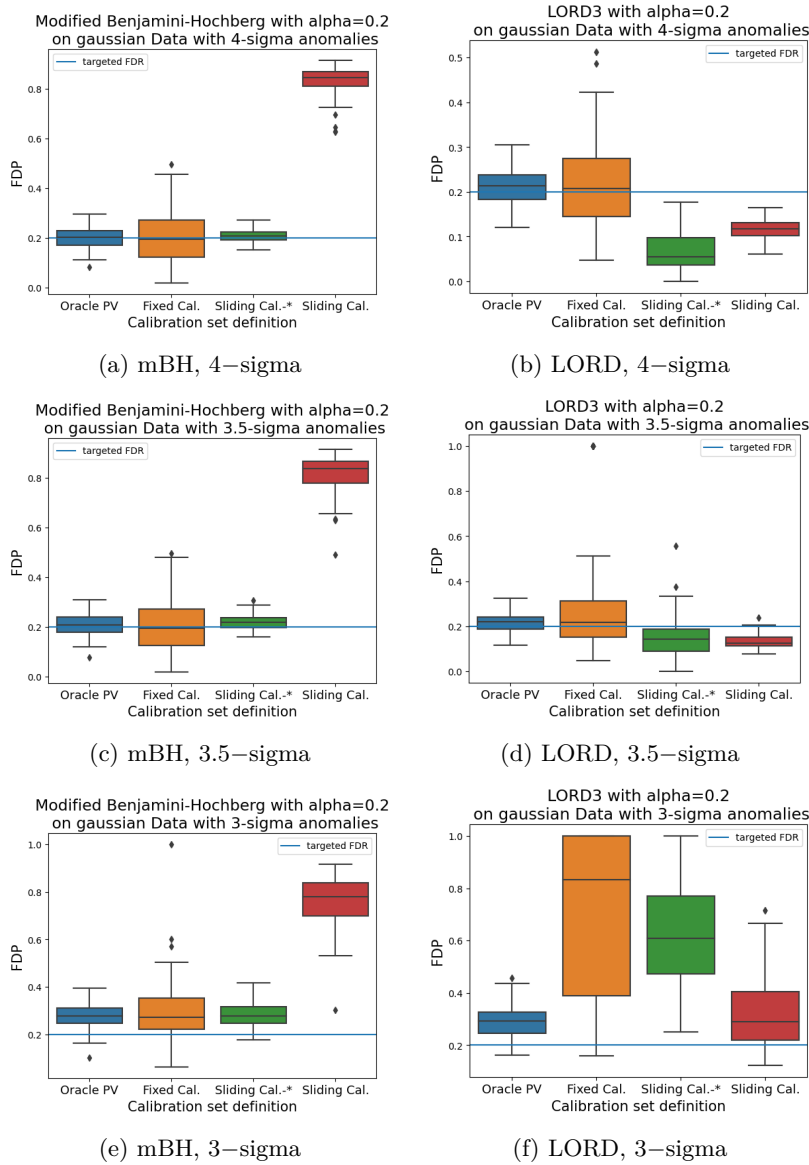 Modified Benjamini-Hochberg with alpha=0.2
on gaussian Data with 4-sigma anomalies
targeted FDR
0.8
0.6
0.4
0.2
0.0
FDP
Oracle PV Fixed Cal. Sliding Cal.-* Sliding Cal.
Calibration set definition
(a) mBH, 4−sigma
LORD3 with alpha=0.2
on gaussian Data with 4-sigma anomalies
targeted FDR
0.5
0.4
0.3
0.2
0.1
0.0
FDP
Oracle PV Fixed Cal. Sliding Cal.-* Sliding Cal.
Calibration set definition
(b) LORD, 4−sigma
Modified Benjamini-Hochberg with alpha=0.2
on gaussian Data with 3.5-sigma anomalies
targeted FDR
0.8
0.6
0.4
0.2
0.0
FDP
Oracle PV Fixed Cal. Sliding Cal.-* Sliding Cal.
Calibration set definition
(c) mBH, 3.5−sigma
LORD3 with alpha=0.2
on gaussian Data with 3.5-sigma anomalies
targeted FDR
1.0
0.8
0.6
0.4
0.2
0.0
FDP
Oracle PV Fixed Cal. Sliding Cal.-* Sliding Cal.
Calibration set definition
(d) LORD, 3.5−sigma
Modified Benjamini-Hochberg with alpha=0.2
on gaussian Data with 3-sigma anomalies
targeted FDR
1.0
0.8
0.6
0.4
0.2
FDP
Oracle PV Fixed Cal. Sliding Cal.-* Sliding Cal.
Calibration set definition
(e) mBH, 3−sigma
LORD3 with alpha=0.2
on gaussian Data with 3-sigma anomalies
targeted FDR
1.0
0.8
0.6
0.4
0.2
FDP
Oracle PV Fixed Cal. Sliding Cal.-* Sliding Cal.
Calibration set definition
(f) LORD, 3−sigma